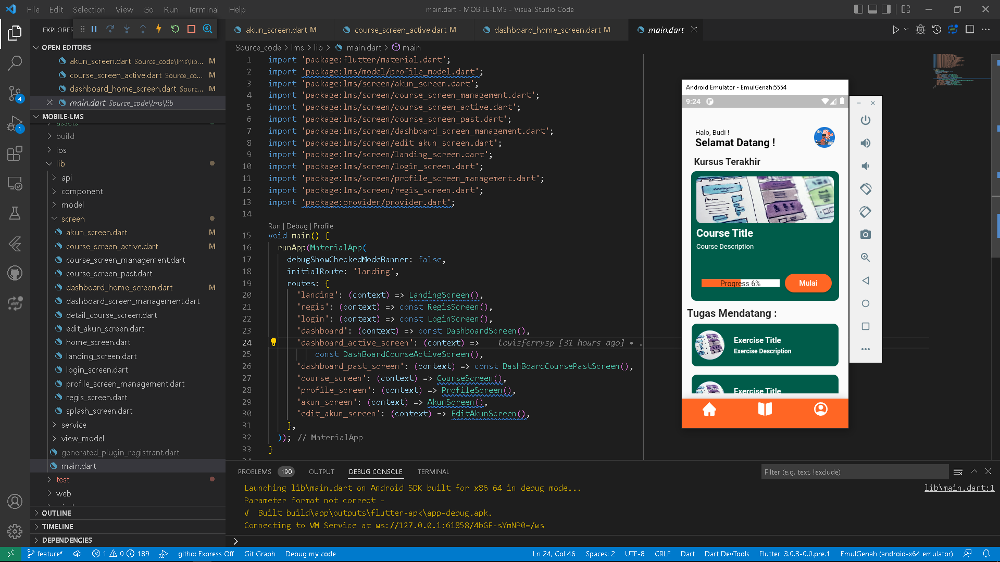 File Edit Selection View Go Run Terminal Help
main.dart - MOBILE-LMS - Visual Studio Code
EXPLORER
akun_screen.dart M
course_screen_active.dart M
dashboard_home_screen.dart M
main.dart
OPEN EDITORS
akun_screen.dart Source_code\lms\lib... M
course_screen_active.dart Source_co... M
dashboard_home_screen.dart Sourc... M
main.dart Source_code\lms\lib
MOBILE-LMS
assets
build
ios
lib
api
component
model
screen
akun_screen.dart M
course_screen_active.dart M
course_screen_management.dart
course_screen_past.dart
dashboard_home_screen.dart M
dashboard_screen_management.dart
detail_course_screen.dart
edit_akun_screen.dart
home_screen.dart
landing_screen.dart
login_screen.dart
profile_screen_management.dart
regis_screen.dart
splash_screen.dart
service
view_model
generated_plugin_registrant.dart
main.dart
test
web
OUTLINE
TIMELINE
DEPENDENCIES
4
1
Source_code > lms > lib > main.dart > main
1 import 'package:flutter/material.dart';
2 import 'package:lms/model/profile_model.dart';
3 import 'package:lms/screen/akun_screen.dart';
4 import 'package:lms/screen/course_screen_management.dart';
5 import 'package:lms/screen/course_screen_active.dart';
6 import 'package:lms/screen/course_screen_past.dart';
7 import 'package:lms/screen/dashboard_screen_management.dart';
8 import 'package:lms/screen/edit_akun_screen.dart';
9 import 'package:lms/screen/landing_screen.dart';
10 import 'package:lms/screen/login_screen.dart';
11 import 'package:lms/screen/profile_screen_management.dart';
12 import 'package:lms/screen/regis_screen.dart';
13 import 'package:provider/provider.dart';
14
Run | Debug | Profile
15 void main() {
16 runApp(MaterialApp(
17 debugShowCheckedModeBanner: false,
18 initialRoute: 'landing',
19 routes: {
20 'landing': (context) => LandingScreen(),
21 'regis': (context) => const RegisScreen(),
22 'login': (context) => const LoginScreen(),
23 'dashboard': (context) => const DashboardScreen(),
24 'dashboard_active_screen': (context) => louisferrysp [31 hours ago] • .
25 const DashBoardCourseActiveScreen(),
26 'dashboard_past_screen': (context) => const DashBoardCoursePastScreen(),
27 'course_screen': (context) => CourseScreen(),
28 'profile_screen': (context) => ProfileScreen(),
29 'akun_screen': (context) => AkunScreen(),
30 'edit_akun_screen': (context) => EditAkunScreen(),
31 },
32 )); // MaterialApp
33 }
Android Emulator - EmulGenah:5554
9:24
Halo, Budi !
Selamat Datang !
Kursus Terakhir
Course Title
Course Description
Progress 6%
Mulai
Tugas Mendatang :
Exercise Title
Exercise Description
Exercise Title
PROBLEMS 190 OUTPUT DEBUG CONSOLE TERMINAL
Filter (e.g. text, !exclude)
Launching lib\main.dart on Android SDK built for x86 64 in debug mode...
lib\main.dart:1
Parameter format not correct -
√ Built build\app\outputs\flutter-apk\app-debug.apk.
Connecting to VM Service at ws://127.0.0.1:61858/4bGF-sYmNP0=/ws
feature* 1 0 189 githd: Express Off Git Graph Debug my code
Ln 24, Col 46 Spaces: 2 UTF-8 CRLF Dart Dart DevTools Flutter: 3.0.3-0.0.pre.1 EmulGenah (android-x64 emulator)